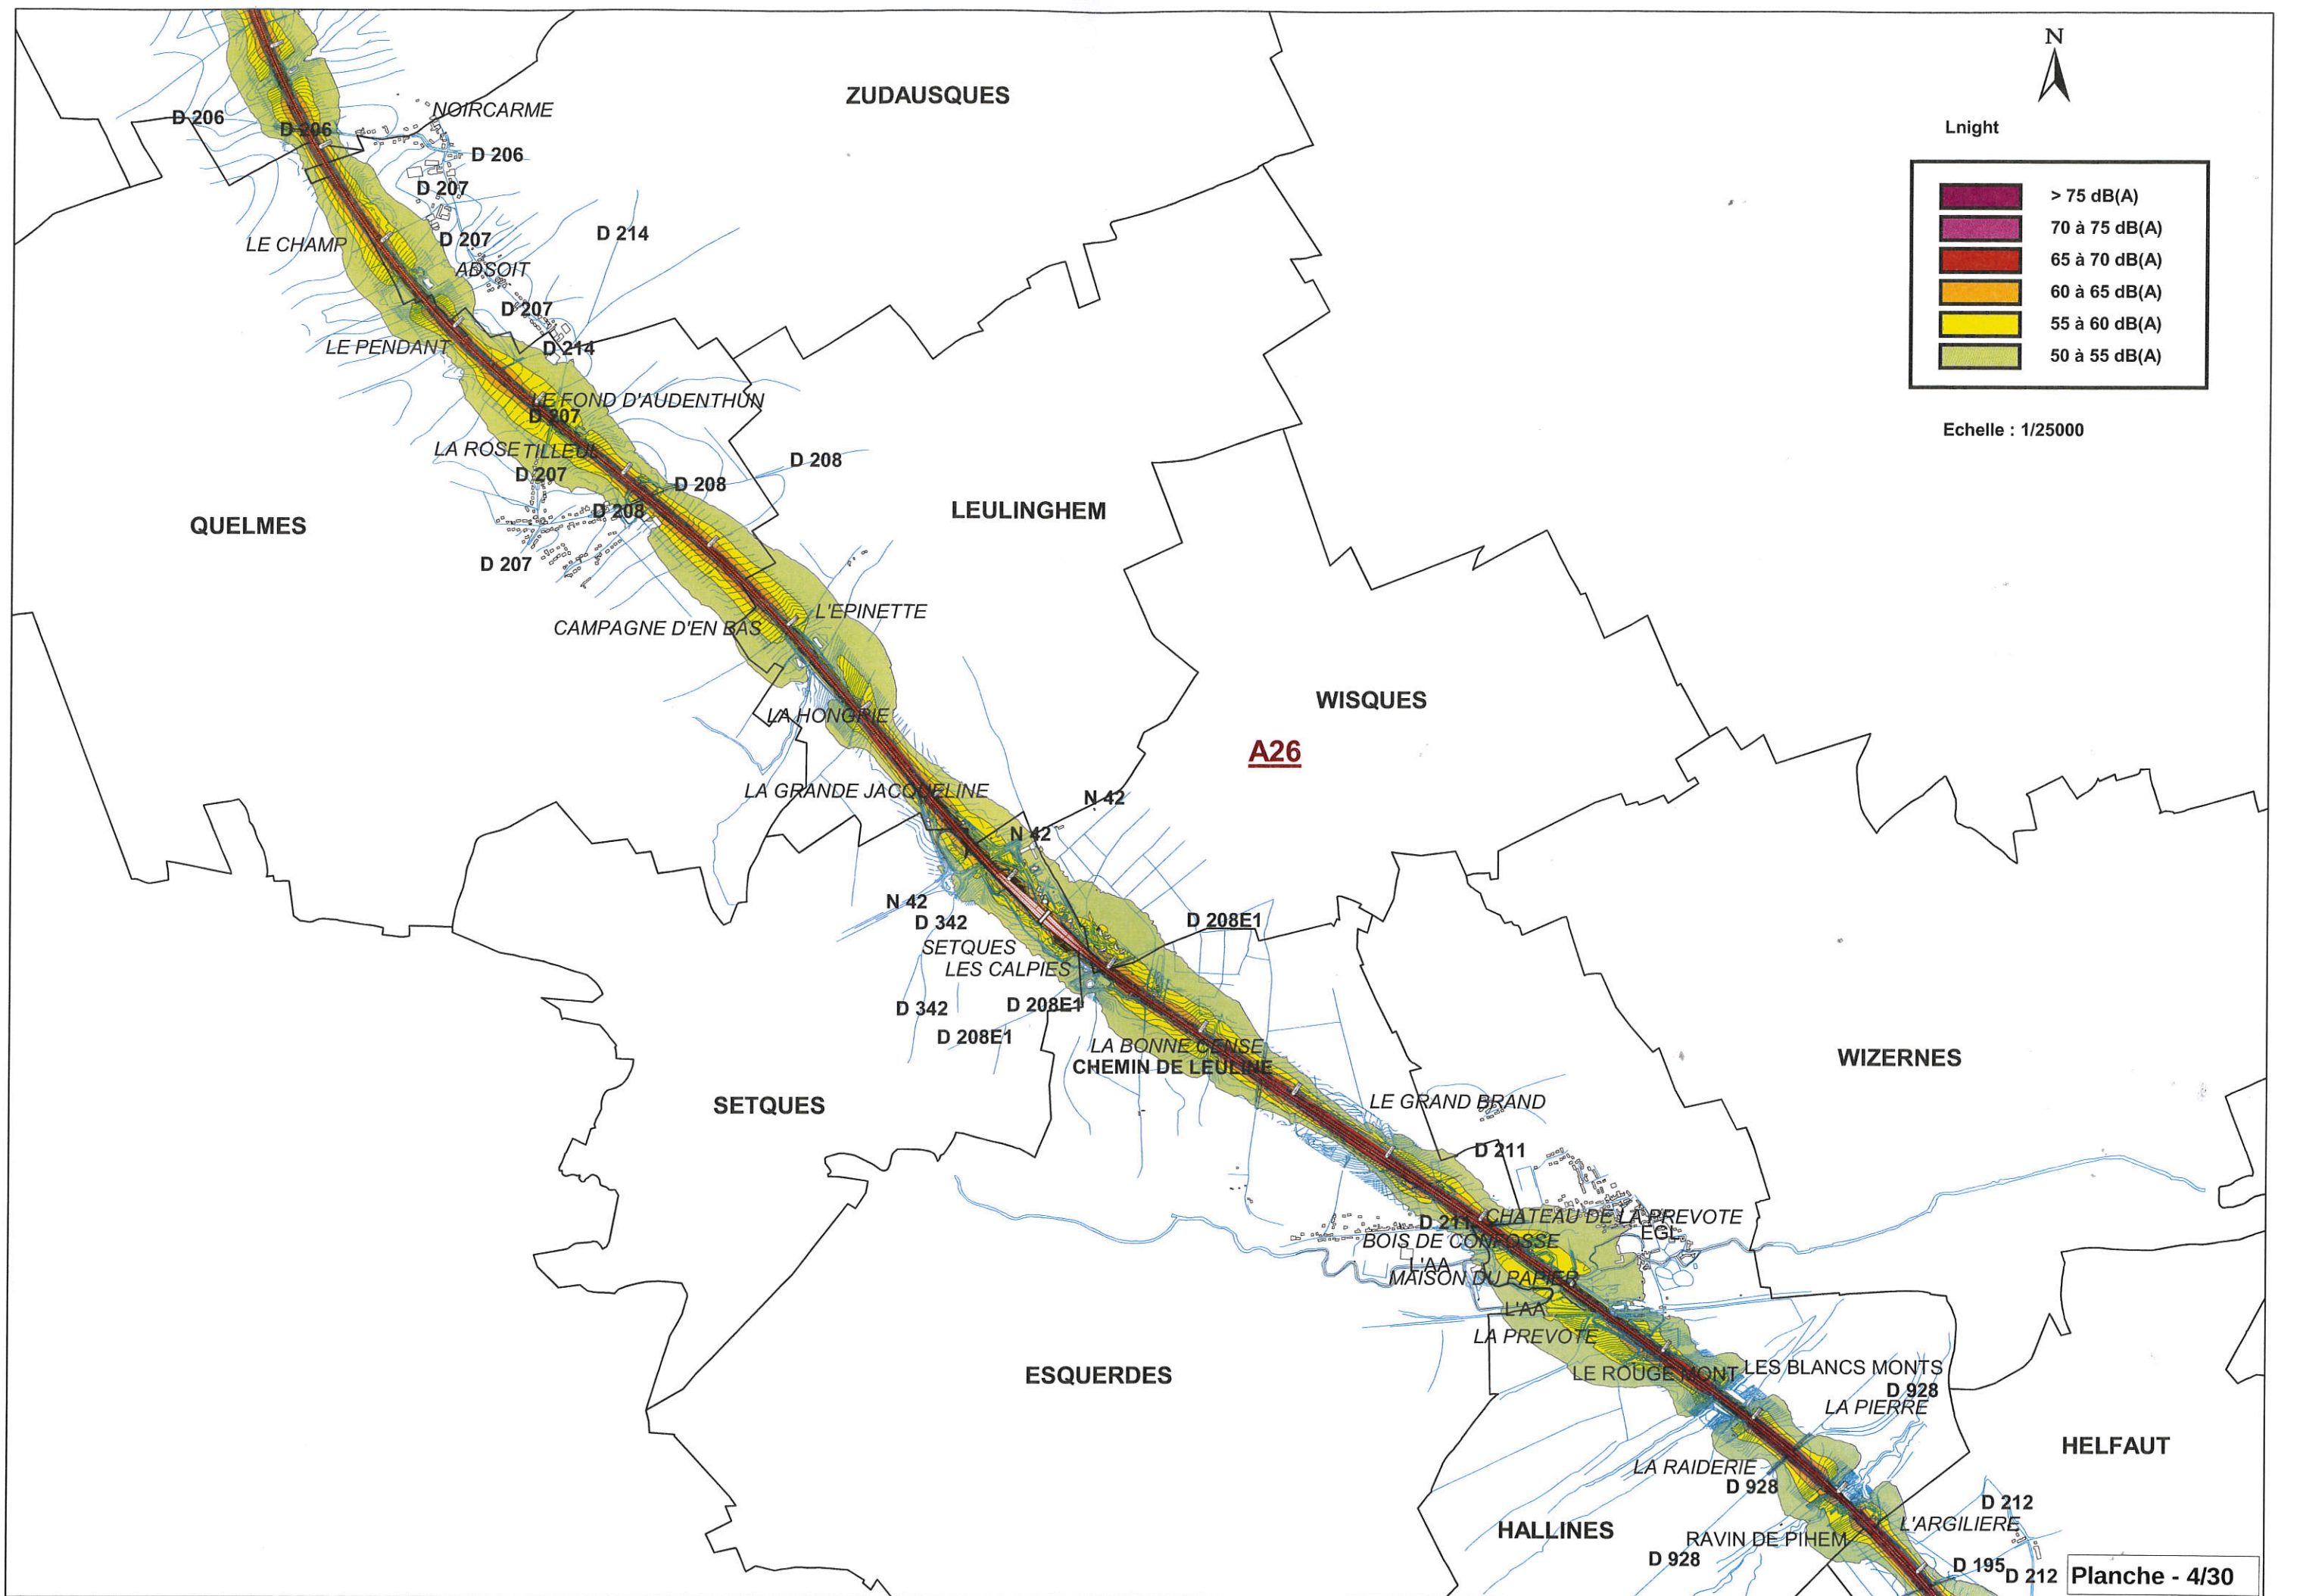 ZUDAUSQUES
N
NOIRCARME
D 206
D 206
D 206
Lnight
D 207
> 75 dB(A)
70 à 75 dB(A)
65 à 70 dB(A)
60 à 65 dB(A)
55 à 60 dB(A)
50 à 55 dB(A)
Echelle : 1/25000
LE CHAMP
D 207
D 214
ADSOIT
D 207
LE PENDANT
D 214
LE FOND D'AUDENTHUN
D 207
LA ROSE TILLEUL
D 207
D 208
D 208
D 208
QUELMES
LEULINGHEM
D 207
L'EPINETTE
CAMPAGNE D'EN BAS
WISQUES
LA HONGRIE
A26
LA GRANDE JACQUELINE
N 42
N 42
N 42
D 342
D 208E1
SETQUES
LES CALPIES
D 342
D 208E1
D 208E1
LA BONNE CENSE
CHEMIN DE LEULINE
WIZERNES
SETQUES
LE GRAND BRAND
D 211
D 211
CHATEAU DE LA PREVOTE
EGL
BOIS DE CONFOSSE
L'AA
MAISON DU PAPIER
L'AA
LA PREVOTE
LE ROUGE MONT
LES BLANCS MONTS
ESQUERDES
D 928
LA PIERRE
HELFAUT
LA RAIDERIE
D 928
D 212
L'ARGILIERE
HALLINES
RAVIN DE PIHEM
D 928
D 195
D 212
Planche - 4/30